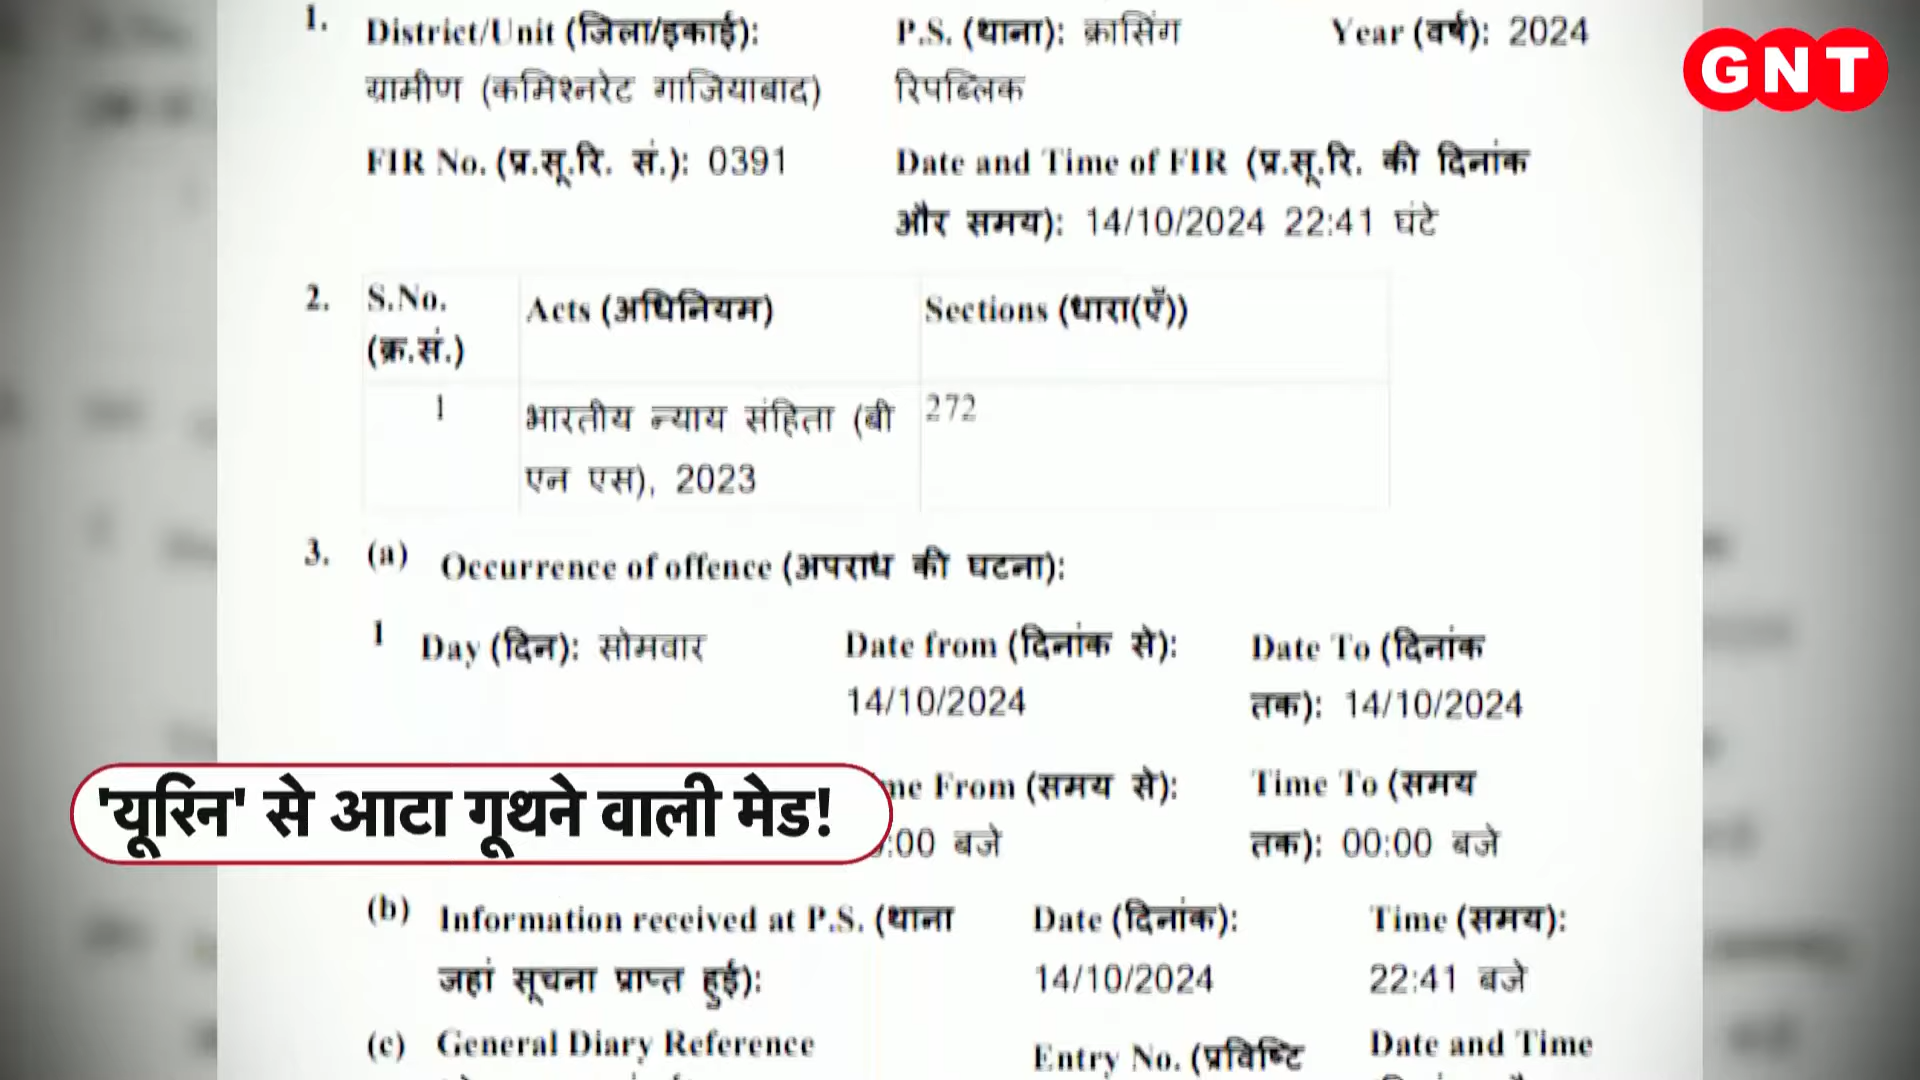 1. District/Unit (जिला/इकाई): P.S. (थाना): क्रासिंग Year (वर्ष): 2024
GNT
ग्रामीण (कमिश्नरेट गाजियाबाद) रिपब्लिक
FIR No. (प्र.सू.रि. सं.): 0391 Date and Time of FIR (प्र.सू.रि. की दिनांक
और समय): 14/10/2024 22:41 घंटे
2. S.No. Acts (अधिनियम) Sections (धारा(एँ))
(क्र.सं.)
1 भारतीय न्याय संहिता (बी 272
एन एस), 2023
3. (a) Occurrence of offence (अपराध की घटना):
1 Day (दिन): सोमवार Date from (दिनांक से): Date To (दिनांक
14/10/2024 तक): 14/10/2024
From (समय से): Time To (समय
'यूरिन' से आटा गूथने वाली मेड!
:00 बजे तक): 00:00 बजे
(b) Information received at P.S. (थाना Date (दिनांक): Time (समय):
जहां सूचना प्राप्त हुई): 14/10/2024 22:41 बजे
(c) General Diary Reference Entry No. (प्रविष्टि Date and Time